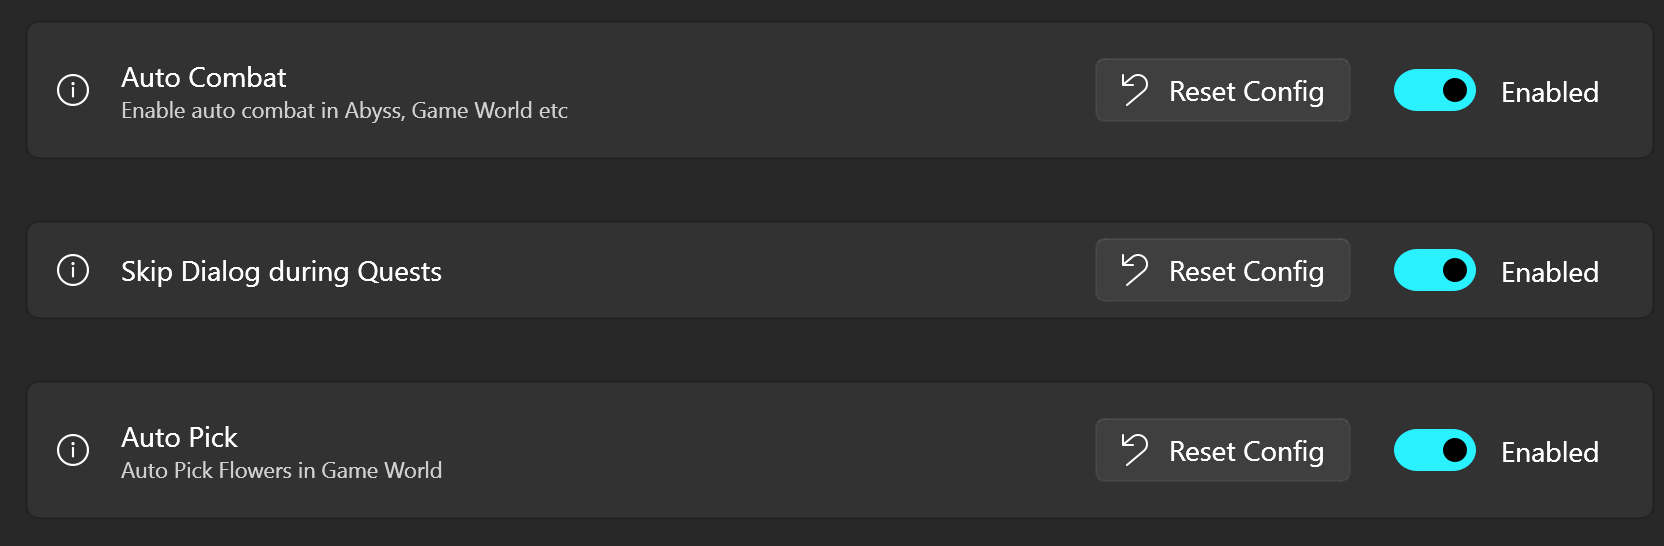 Auto Combat
Enable auto combat in Abyss, Game World etc
Reset Config
Enabled
Skip Dialog during Quests
Reset Config
Enabled
Auto Pick
Auto Pick Flowers in Game World
Reset Config
Enabled